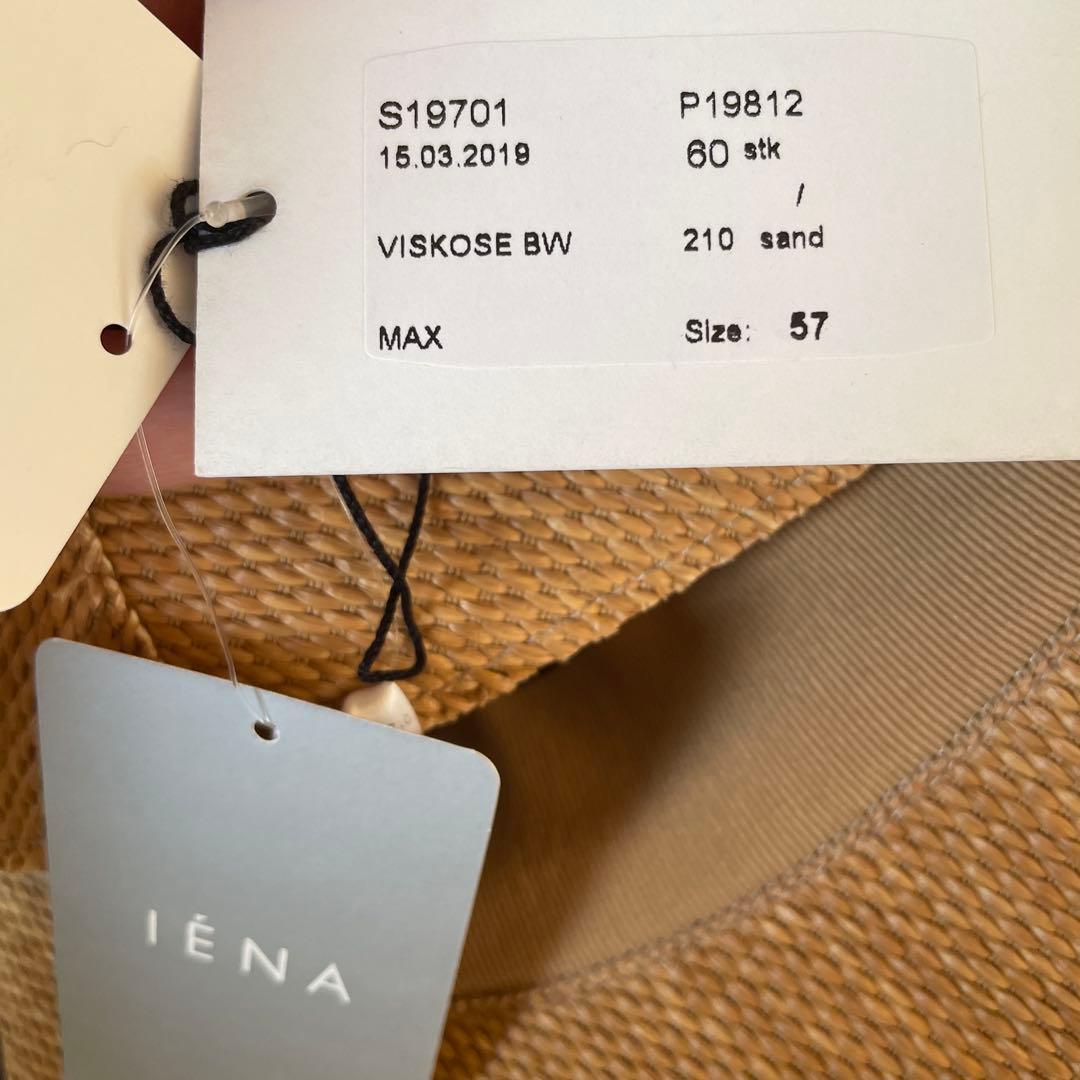 S19701 P19812
15.03.2019 60 stk
/
VISKOSE BW 210 sand
MAX Size: 57
IÉNA